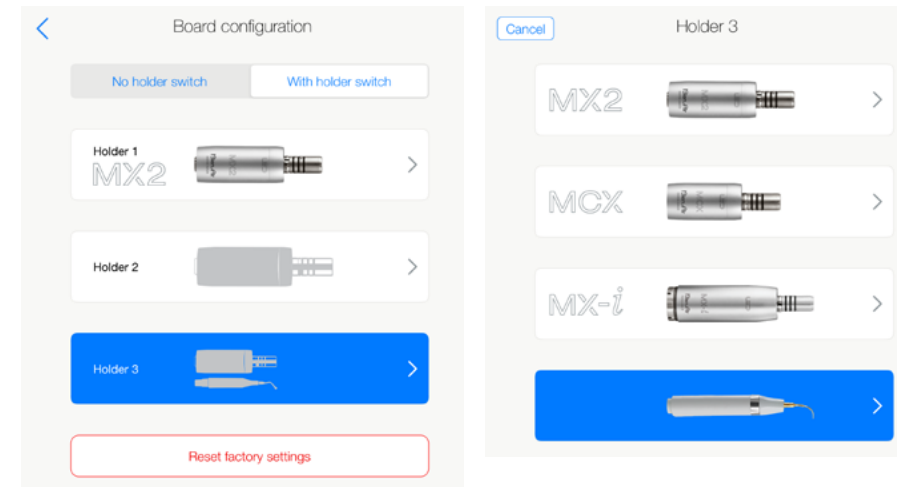 Board configuration
No holder switch
With holder switch
Holder 1
MX2
Holder 2
Holder 3
Reset factory settings
Cancel
Holder 3
MX2
MCX
MX-i